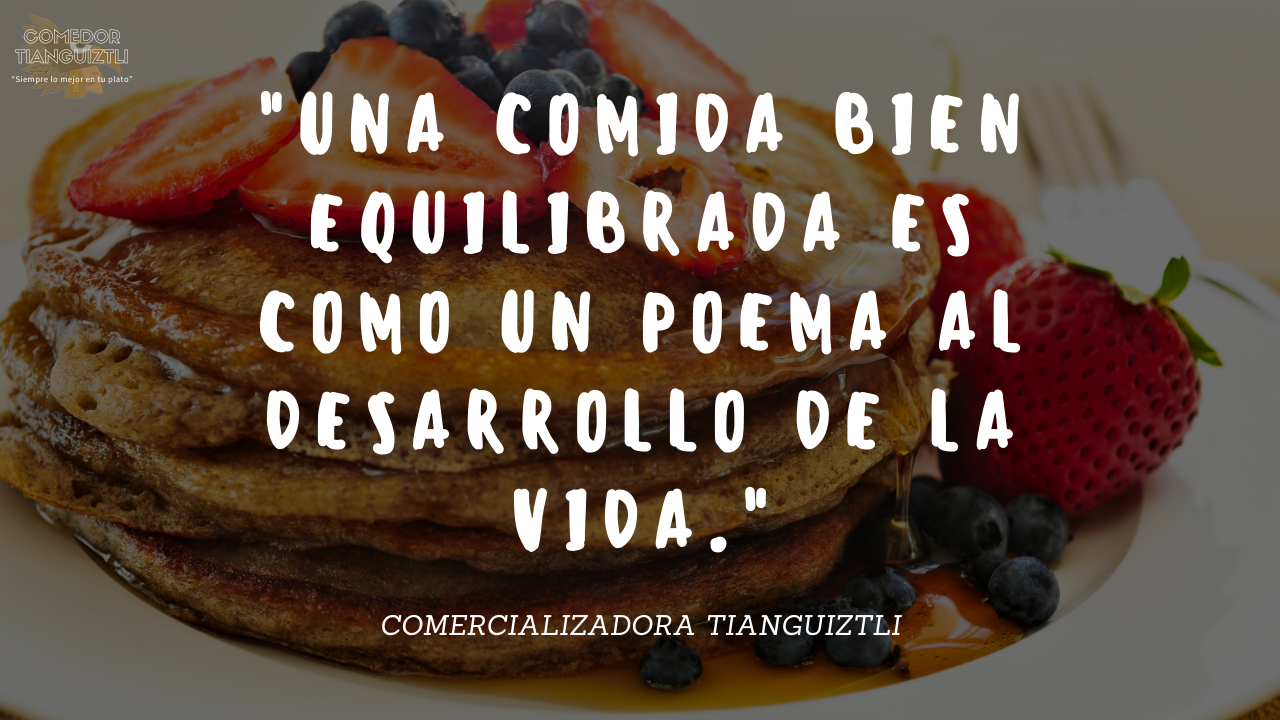 COMEDOR
TIANGUIZTLI
"Siempre lo mejor en tu plato"
"UNA COMIDA BIEN
EQUILIBRADA ES
COMO UN POEMA AL
DESARROLLO DE LA
VIDA."
COMERCIALIZADORA TIANGUIZTLI